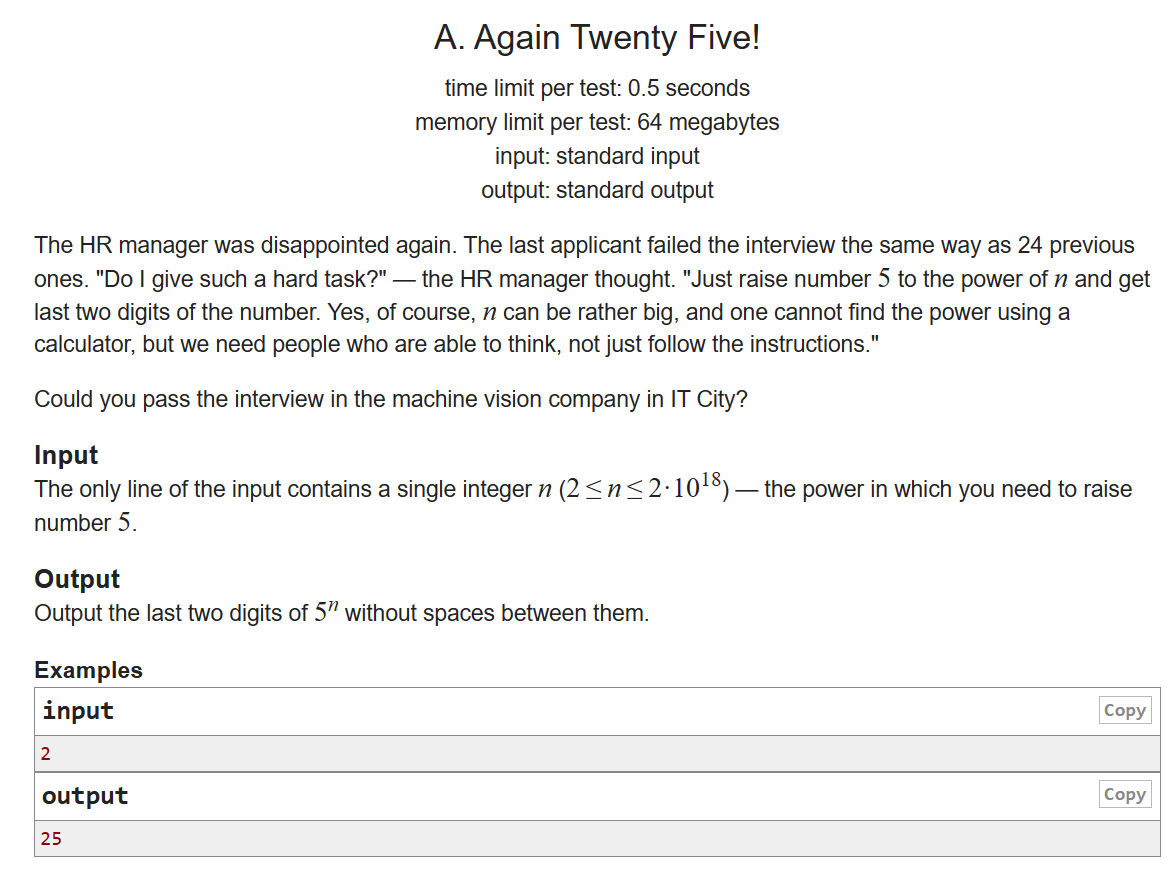 A. Again Twenty Five!
time limit per test: 0.5 seconds
memory limit per test: 64 megabytes
input: standard input
output: standard output
The HR manager was disappointed again. The last applicant failed the interview the same way as 24 previous
ones. "Do I give such a hard task?" — the HR manager thought. "Just raise number 5 to the power of n and get
last two digits of the number. Yes, of course, n can be rather big, and one cannot find the power using a
calculator, but we need people who are able to think, not just follow the instructions."
Could you pass the interview in the machine vision company in IT City?
Input
The only line of the input contains a single integer n (2 ≤ n ≤ 2·10^18) — the power in which you need to raise
number 5.
Output
Output the last two digits of 5^n without spaces between them.
Examples
input Copy
2
output Copy
25